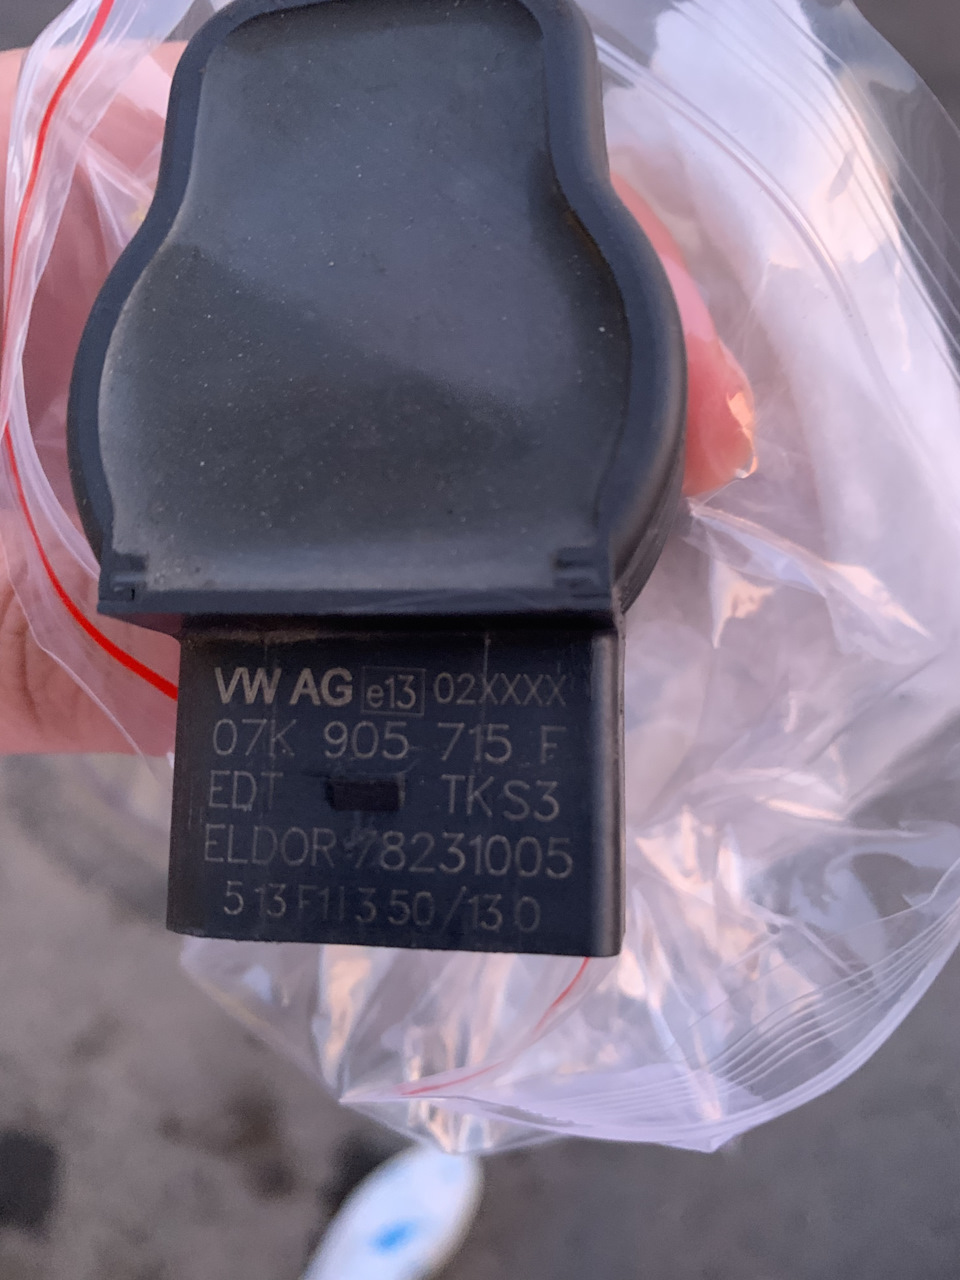 VW AG e13 02XXXX
07K 905 715 F
EDT TKS3
ELDOR 78231005
513F11350/130